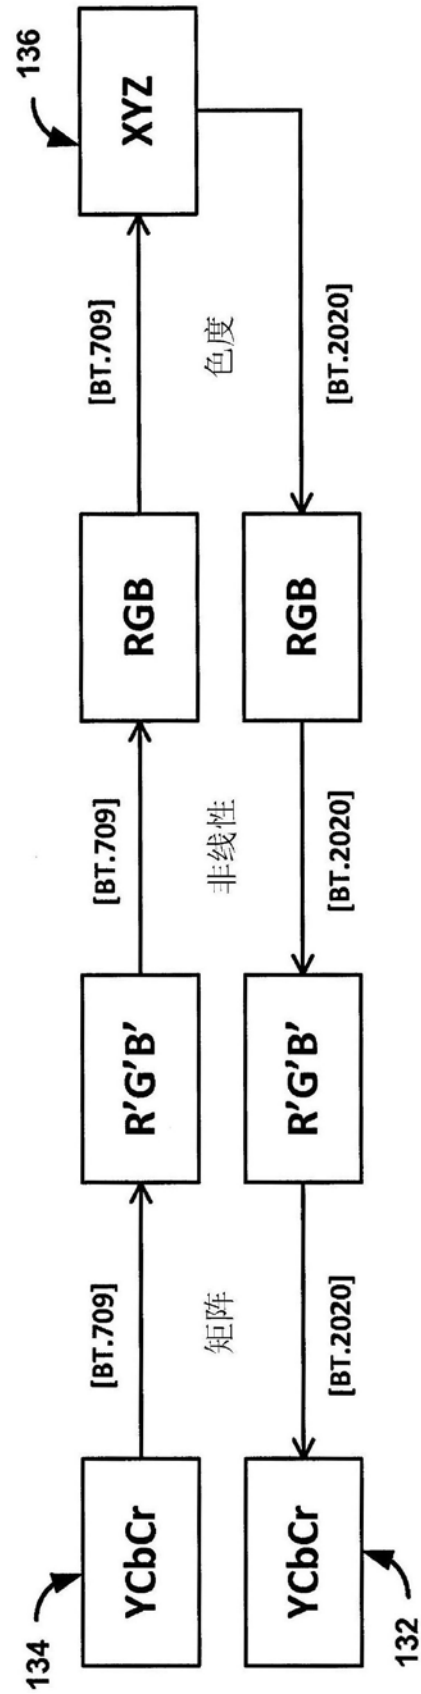 134
136
YCbCr
[BT.709]
R'G'B'
[BT.709]
RGB
[BT.709]
XYZ
矩阵
非线性
色度
YCbCr
[BT.2020]
R'G'B'
[BT.2020]
RGB
[BT.2020]
132